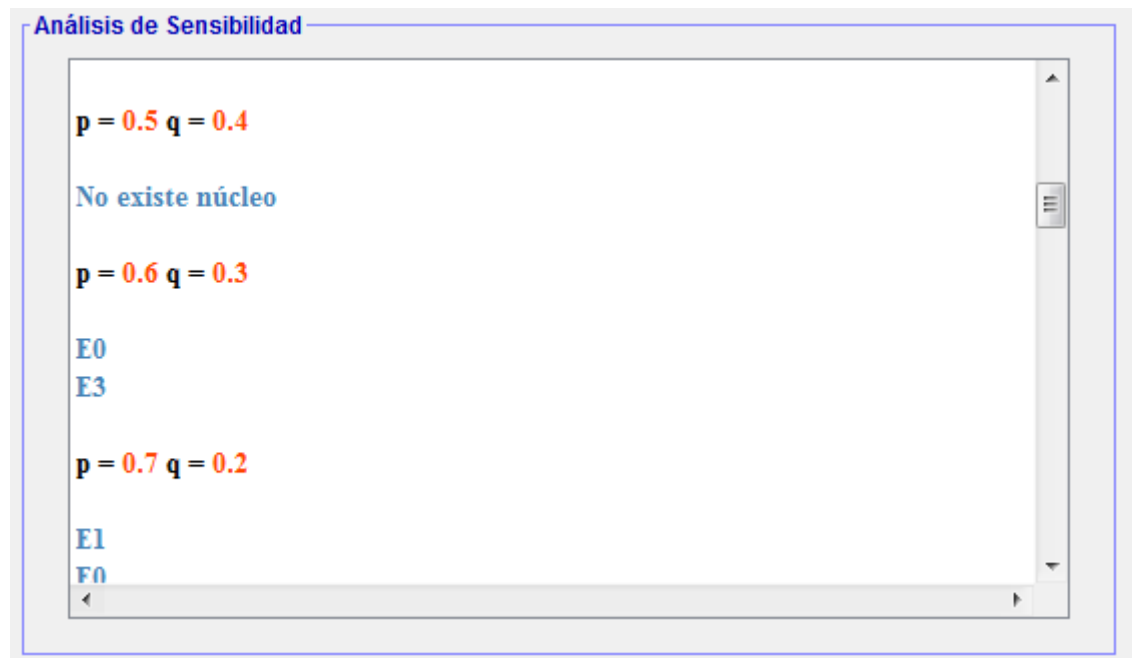 Análisis de Sensibilidad
p = 0.5 q = 0.4
No existe núcleo
p = 0.6 q = 0.3
E0
E3
p = 0.7 q = 0.2
E1
E0